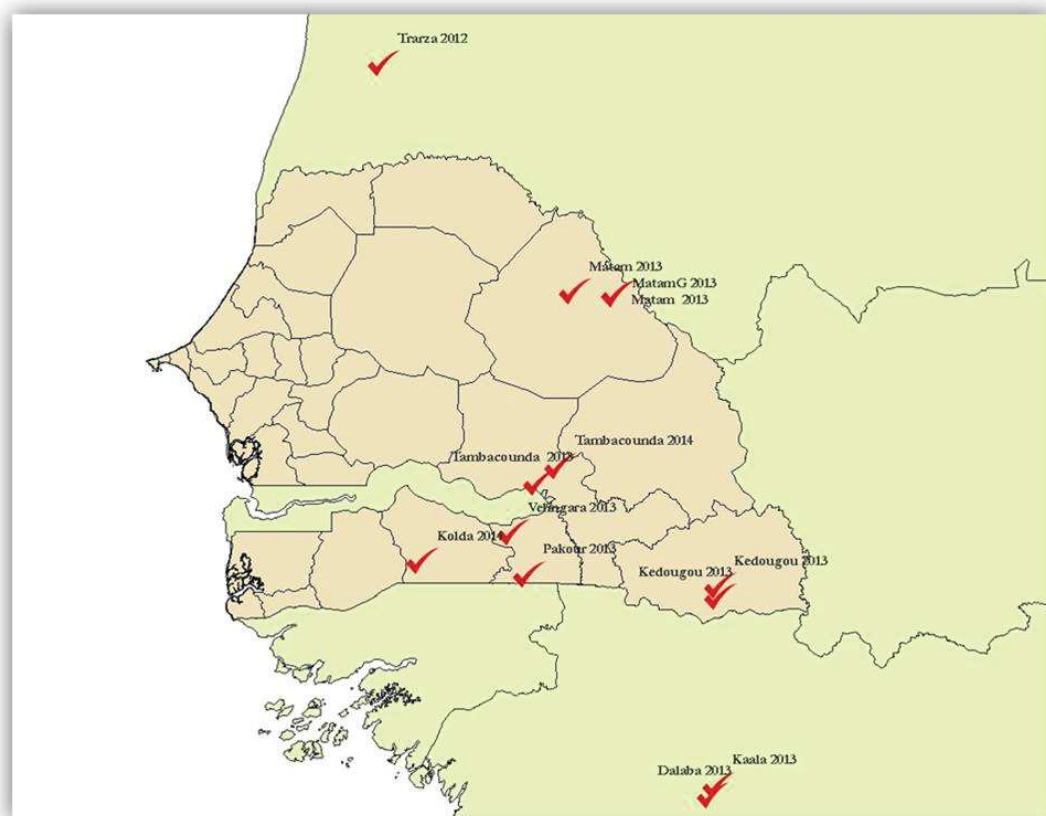 Trarza 2012
Matam 2013
MatamG 2013
Matam 2013
Tambacounda 2014
Tambacounda 2013
Velingara 2013
Kolda 2014
Pakour 2013
Kedougou 2013
Kedougou 2013
Kaala 2013
Dalaba 2013